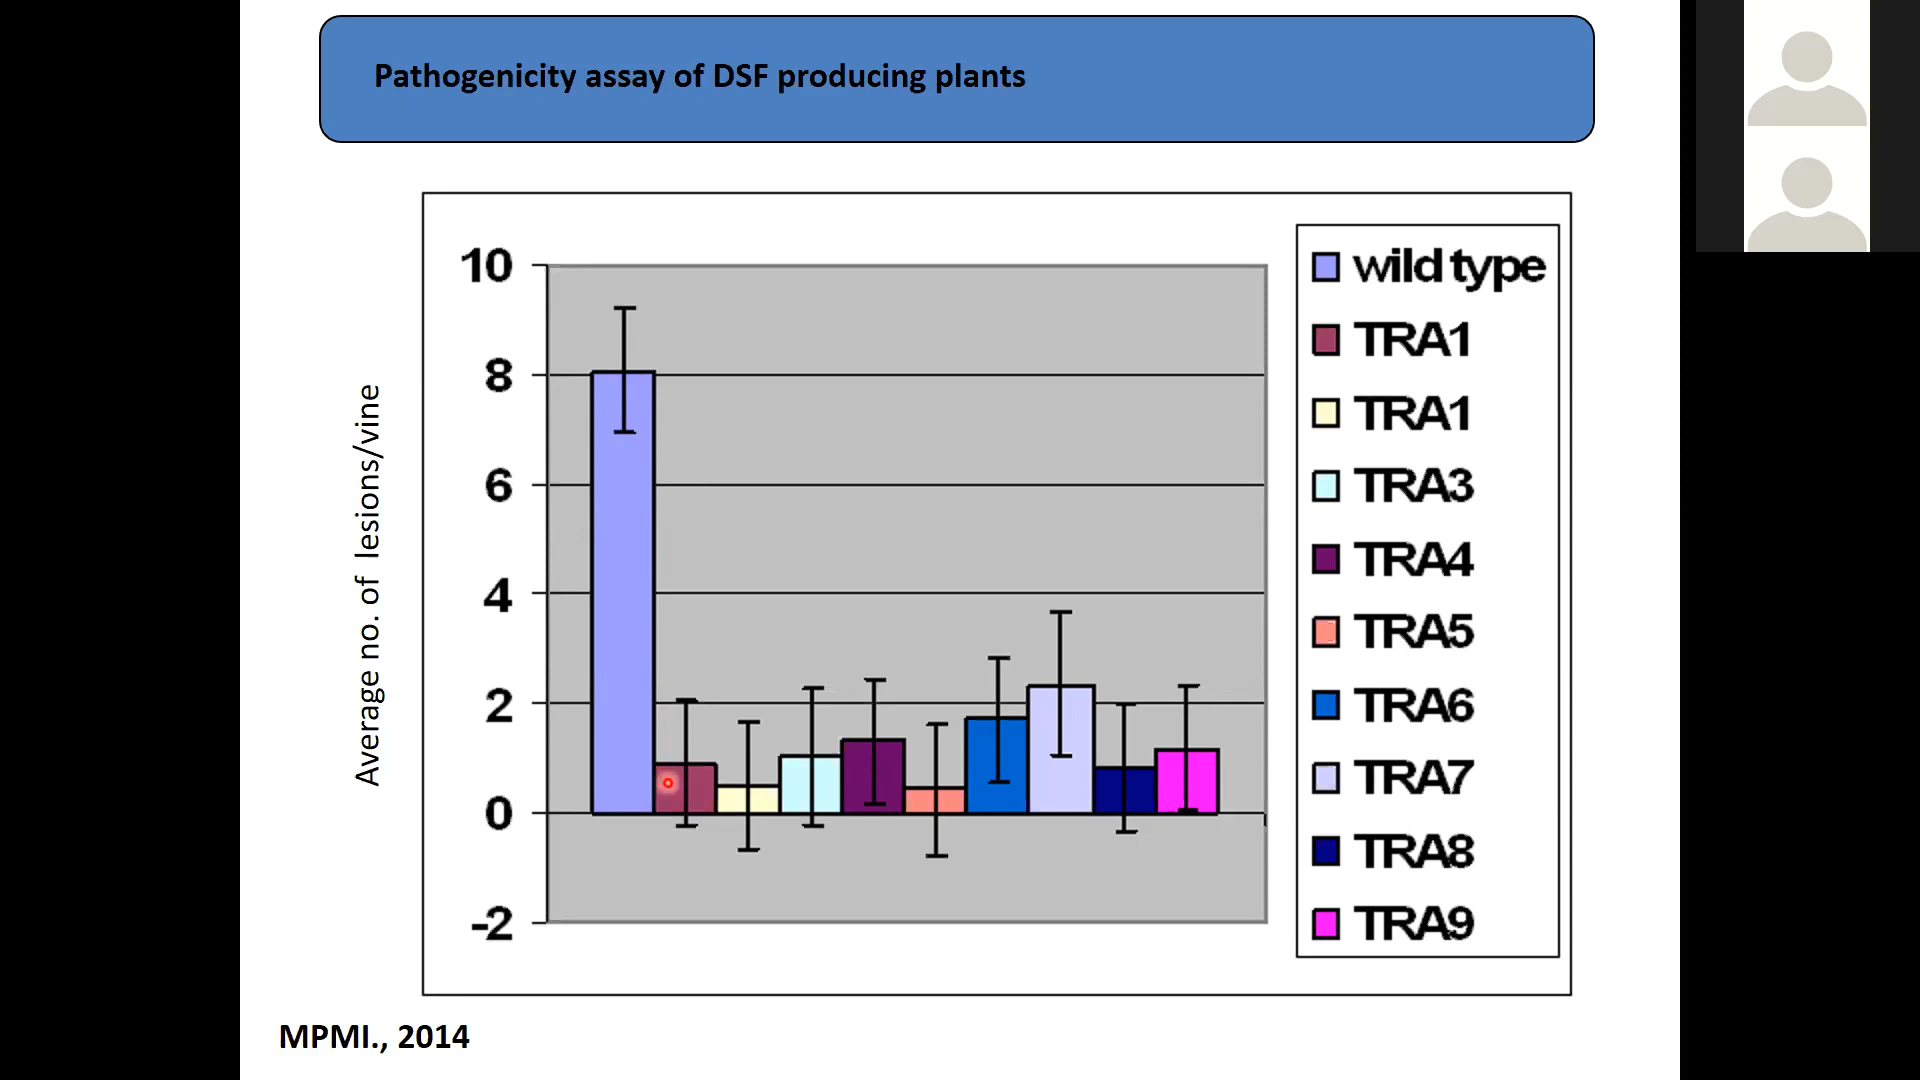 Pathogenicity assay of DSF producing plants
Average no. of lesions/vine
10
8
6
4
2
0
-2
wild type
TRA1
TRA1
TRA3
TRA4
TRA5
TRA6
TRA7
TRA8
TRA9
MPMI., 2014